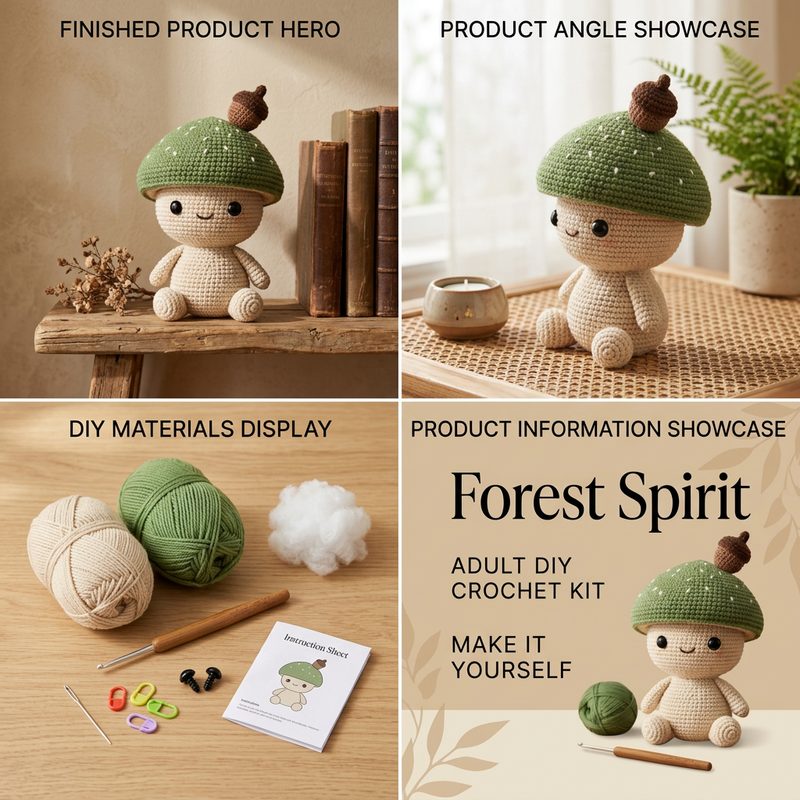 FINISHED PRODUCT HERO
PRODUCT ANGLE SHOWCASE
DIY MATERIALS DISPLAY
Instruction Sheet
PRODUCT INFORMATION SHOWCASE
Forest Spirit
ADULT DIY
CROCHET KIT
MAKE IT
YOURSELF